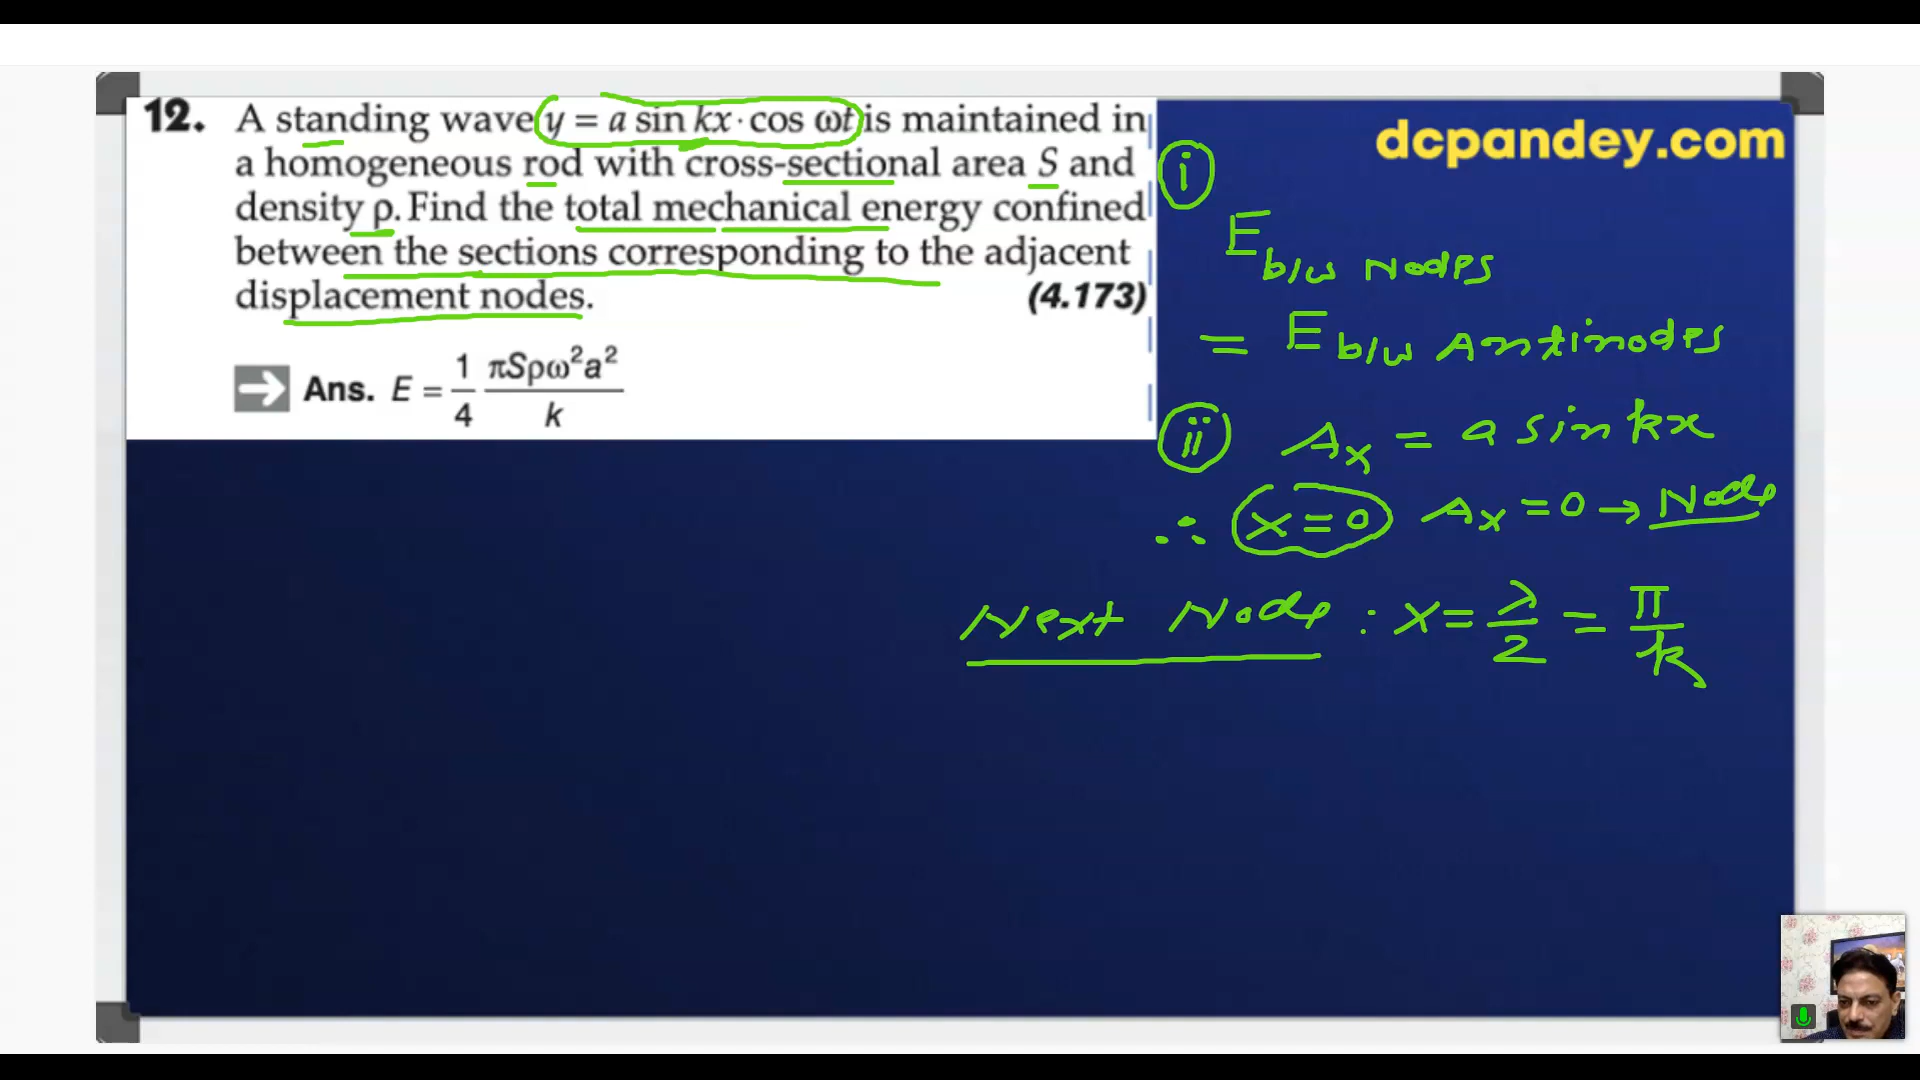 12. A standing wave y = a sin kx · cos ωt is maintained in
a homogeneous rod with cross-sectional area S and
density ρ. Find the total mechanical energy confined
between the sections corresponding to the adjacent
displacement nodes. (4.173)
Ans. E = 1/4 πSρω²a²/k
dcpandey.com
(i)
E b/w Nodes
= E b/w Antinodes
(ii) Ax = a sin kx
∴ x = 0 Ax = 0 → Node
Next Node : x = λ/2 = π/k